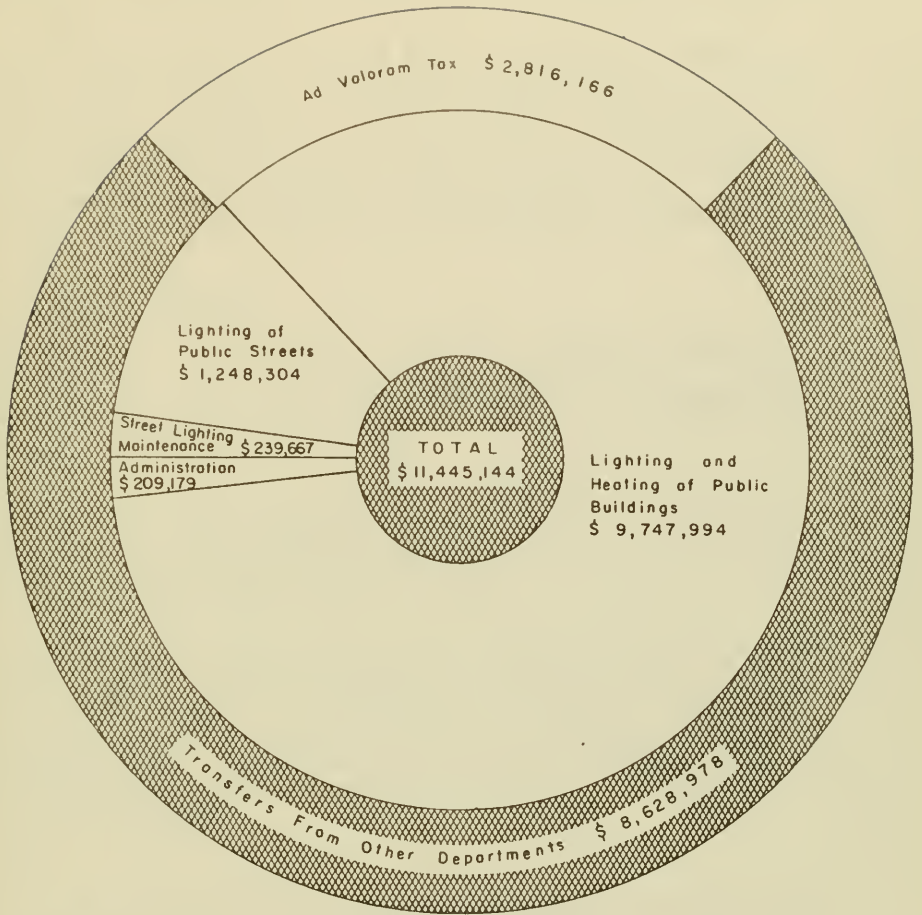 Ad Valoram Tax $ 2,816,166
Lighting of
Public Streets
$ 1,248,304
Street Lighting
Maintenance $ 239,667
Administration
$ 209,179
TOTAL
$ 11,445,144
Lighting and
Heating of Public
Buildings
$ 9,747,994
Transfers From Other Departments $ 8,628,978